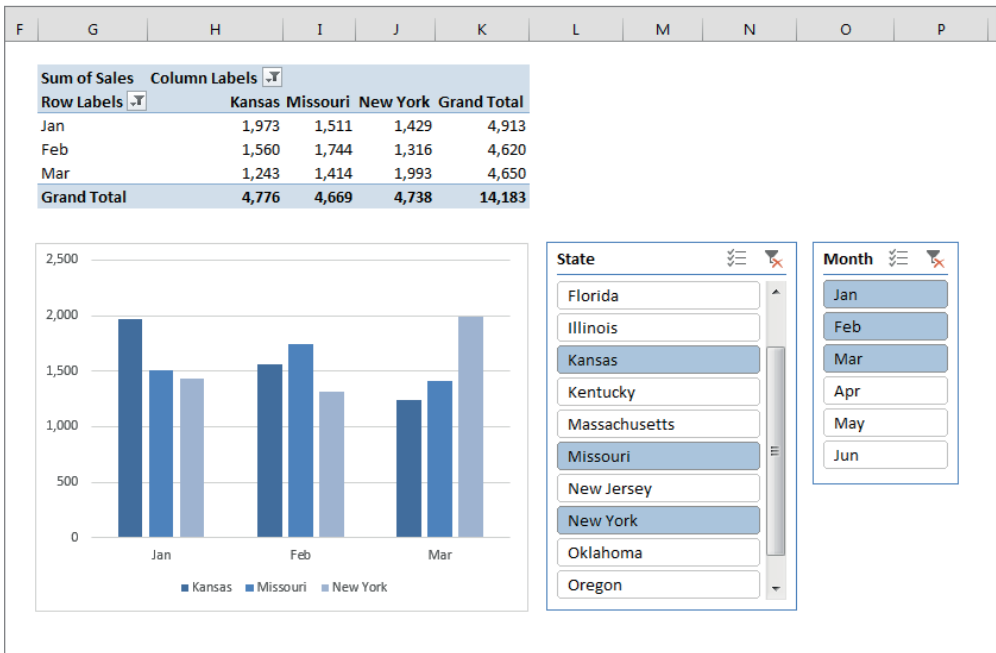 F G H I J K L M N O P
Sum of Sales Column Labels
Row Labels Kansas Missouri New York Grand Total
Jan 1,973 1,511 1,429 4,913
Feb 1,560 1,744 1,316 4,620
Mar 1,243 1,414 1,993 4,650
Grand Total 4,776 4,669 4,738 14,183
2,500
2,000
1,500
1,000
500
0
Jan Feb Mar
Kansas Missouri New York
State
Florida
Illinois
Kansas
Kentucky
Massachusetts
Missouri
New Jersey
New York
Oklahoma
Oregon
Month
Jan
Feb
Mar
Apr
May
Jun